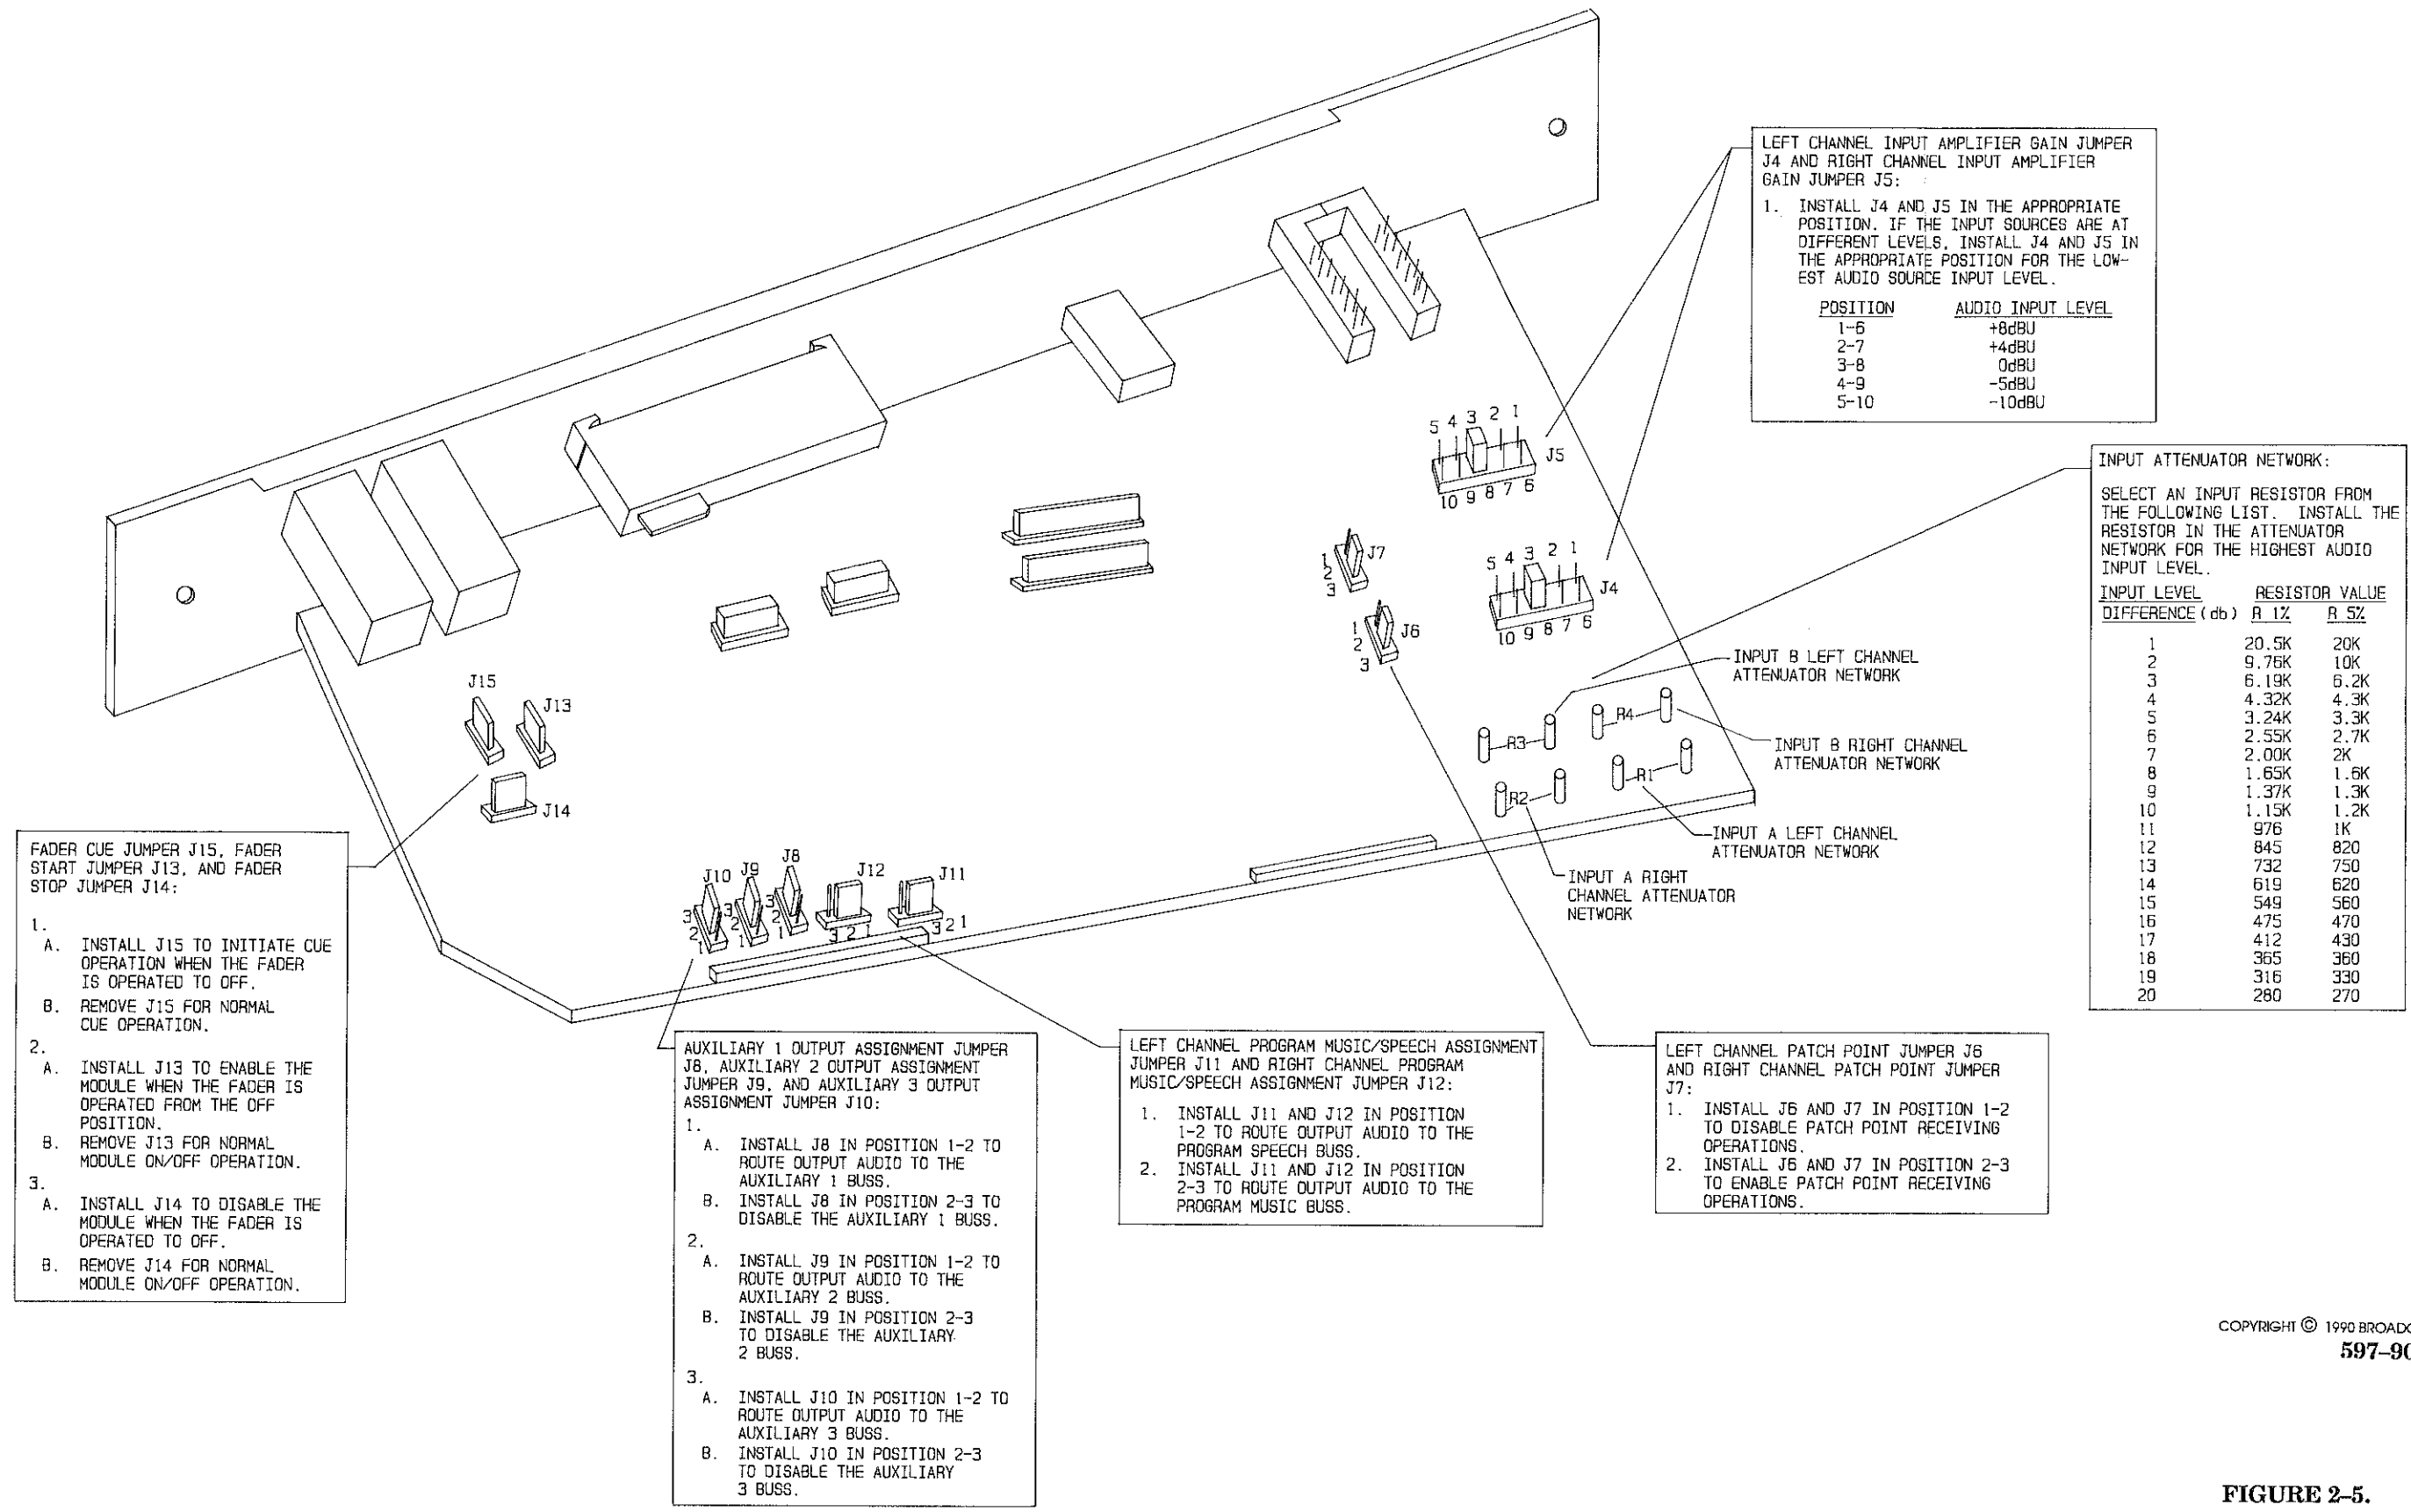 LEFT CHANNEL INPUT AMPLIFIER GAIN JUMPER
J4 AND RIGHT CHANNEL INPUT AMPLIFIER
GAIN JUMPER J5:
1. INSTALL J4 AND J5 IN THE APPROPRIATE
POSITION. IF THE INPUT SOURCES ARE AT
DIFFERENT LEVELS, INSTALL J4 AND J5 IN
THE APPROPRIATE POSITION FOR THE LOW-
EST AUDIO SOURCE INPUT LEVEL.
POSITION AUDIO INPUT LEVEL
1-6 +8dBU
2-7 +4dBU
3-8 0dBU
4-9 -5dBU
5-10 -10dBU
5 4 3 2 1
J5
10 9 8 7 6
J7
1
2
3
5 4 3 2 1
J4
10 9 8 7 6
J6
1
2
3
INPUT ATTENUATOR NETWORK:
SELECT AN INPUT RESISTOR FROM
THE FOLLOWING LIST. INSTALL THE
RESISTOR IN THE ATTENUATOR
NETWORK FOR THE HIGHEST AUDIO
INPUT LEVEL.
INPUT LEVEL RESISTOR VALUE
DIFFERENCE (db) R 1% R 5%
1 20.5K 20K
2 9.76K 10K
3 6.19K 6.2K
4 4.32K 4.3K
5 3.24K 3.3K
6 2.55K 2.7K
7 2.00K 2K
8 1.65K 1.6K
9 1.37K 1.3K
10 1.15K 1.2K
11 976 1K
12 845 820
13 732 750
14 619 620
15 549 560
16 475 470
17 412 430
18 365 360
19 316 330
20 280 270
INPUT B LEFT CHANNEL
ATTENUATOR NETWORK
R3
R4
INPUT B RIGHT CHANNEL
ATTENUATOR NETWORK
R2
R1
INPUT A LEFT CHANNEL
ATTENUATOR NETWORK
INPUT A RIGHT
CHANNEL ATTENUATOR
NETWORK
J15
J13
J14
FADER CUE JUMPER J15, FADER
START JUMPER J13, AND FADER
STOP JUMPER J14:
1.
A. INSTALL J15 TO INITIATE CUE
OPERATION WHEN THE FADER
IS OPERATED TO OFF.
B. REMOVE J15 FOR NORMAL
CUE OPERATION.
2.
A. INSTALL J13 TO ENABLE THE
MODULE WHEN THE FADER IS
OPERATED FROM THE OFF
POSITION.
B. REMOVE J13 FOR NORMAL
MODULE ON/OFF OPERATION.
3.
A. INSTALL J14 TO DISABLE THE
MODULE WHEN THE FADER IS
OPERATED TO OFF.
B. REMOVE J14 FOR NORMAL
MODULE ON/OFF OPERATION.
J10 J9 J8 J12 J11
3 2 1
3 2 1
3 2 1
3 2 1
3 2 1
AUXILIARY 1 OUTPUT ASSIGNMENT JUMPER
J8, AUXILIARY 2 OUTPUT ASSIGNMENT
JUMPER J9, AND AUXILIARY 3 OUTPUT
ASSIGNMENT JUMPER J10:
1.
A. INSTALL J8 IN POSITION 1-2 TO
ROUTE OUTPUT AUDIO TO THE
AUXILIARY 1 BUSS.
B. INSTALL J8 IN POSITION 2-3 TO
DISABLE THE AUXILIARY 1 BUSS.
2.
A. INSTALL J9 IN POSITION 1-2 TO
ROUTE OUTPUT AUDIO TO THE
AUXILIARY 2 BUSS.
B. INSTALL J9 IN POSITION 2-3
TO DISABLE THE AUXILIARY
2 BUSS.
3.
A. INSTALL J10 IN POSITION 1-2 TO
ROUTE OUTPUT AUDIO TO THE
AUXILIARY 3 BUSS.
B. INSTALL J10 IN POSITION 2-3
TO DISABLE THE AUXILIARY
3 BUSS.
LEFT CHANNEL PROGRAM MUSIC/SPEECH ASSIGNMENT
JUMPER J11 AND RIGHT CHANNEL PROGRAM
MUSIC/SPEECH ASSIGNMENT JUMPER J12:
1. INSTALL J11 AND J12 IN POSITION
1-2 TO ROUTE OUTPUT AUDIO TO THE
PROGRAM SPEECH BUSS.
2. INSTALL J11 AND J12 IN POSITION
2-3 TO ROUTE OUTPUT AUDIO TO THE
PROGRAM MUSIC BUSS.
LEFT CHANNEL PATCH POINT JUMPER J6
AND RIGHT CHANNEL PATCH POINT JUMPER
J7:
1. INSTALL J6 AND J7 IN POSITION 1-2
TO DISABLE PATCH POINT RECEIVING
OPERATIONS.
2. INSTALL J6 AND J7 IN POSITION 2-3
TO ENABLE PATCH POINT RECEIVING
OPERATIONS.
COPYRIGHT © 1990 BROADC
597-90
FIGURE 2-5.